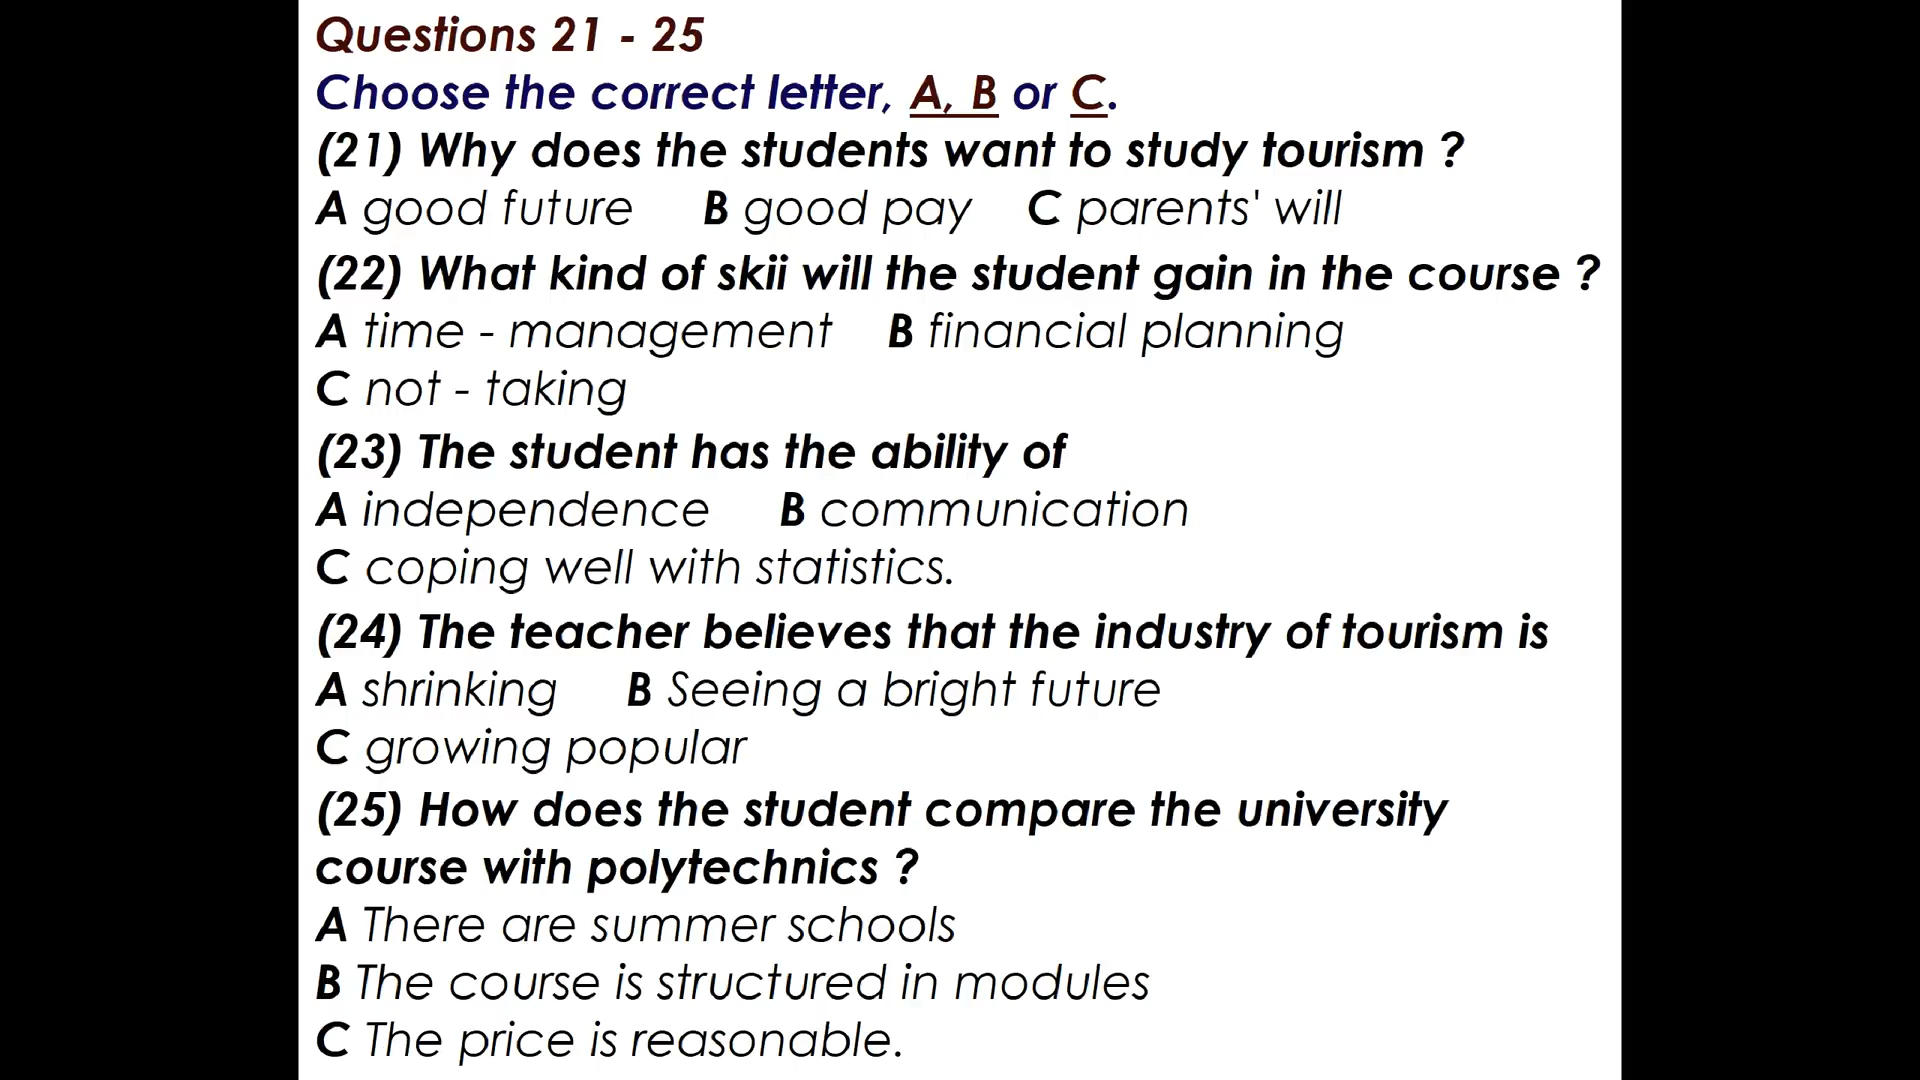 Questions 21 - 25
Choose the correct letter, A, B or C.
(21) Why does the students want to study tourism ?
A good future B good pay C parents' will
(22) What kind of skii will the student gain in the course ?
A time - management B financial planning
C not - taking
(23) The student has the ability of
A independence B communication
C coping well with statistics.
(24) The teacher believes that the industry of tourism is
A shrinking B Seeing a bright future
C growing popular
(25) How does the student compare the university
course with polytechnics ?
A There are summer schools
B The course is structured in modules
C The price is reasonable.